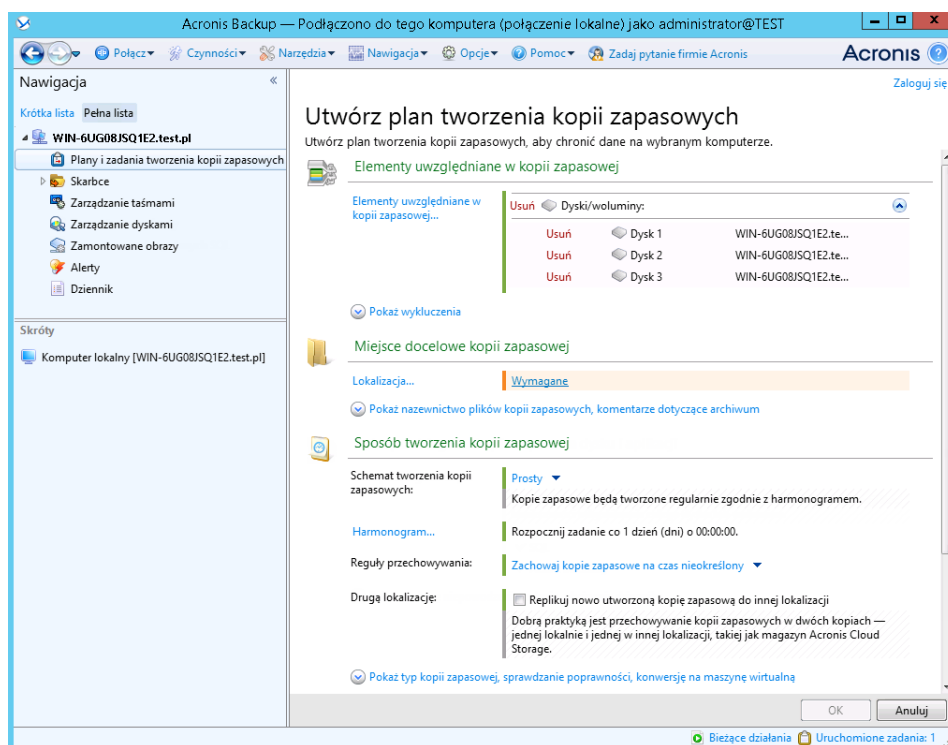 Acronis Backup — Podłączono do tego komputera (połączenie lokalne) jako administrator@TEST
Połącz Czynności Narzędzia Nawigacja Opcje Pomoc Zadaj pytanie firmie Acronis Acronis
Nawigacja
Zaloguj się
Krótka lista Pełna lista
WIN-6UG08JSQ1E2.test.pl
Plany i zadania tworzenia kopii zapasowych
Skarbce
Zarządzanie taśmami
Zarządzanie dyskami
Zamontowane obrazy
Alerty
Dziennik
Skróty
Komputer lokalny [WIN-6UG08JSQ1E2.test.pl]
Utwórz plan tworzenia kopii zapasowych
Utwórz plan tworzenia kopii zapasowych, aby chronić dane na wybranym komputerze.
Elementy uwzględniane w kopii zapasowej
Elementy uwzględniane w
kopii zapasowej...
Usuń Dyski/woluminy:
Usuń Dysk 1 WIN-6UG08JSQ1E2.te...
Usuń Dysk 2 WIN-6UG08JSQ1E2.te...
Usuń Dysk 3 WIN-6UG08JSQ1E2.te...
Pokaż wykluczenia
Miejsce docelowe kopii zapasowej
Lokalizacja... Wymagane
Pokaż nazewnictwo plików kopii zapasowych, komentarze dotyczące archiwum
Sposób tworzenia kopii zapasowej
Schemat tworzenia kopii
zapasowych:
Prosty
Kopie zapasowe będą tworzone regularnie zgodnie z harmonogramem.
Harmonogram... Rozpocznij zadanie co 1 dzień (dni) o 00:00:00.
Reguły przechowywania: Zachowaj kopie zapasowe na czas nieokreślony
Drugą lokalizację: Replikuj nowo utworzoną kopię zapasową do innej lokalizacji
Dobrą praktyką jest przechowywanie kopii zapasowych w dwóch kopiach —
jednej lokalnie i jednej w innej lokalizacji, takiej jak magazyn Acronis Cloud
Storage.
Pokaż typ kopii zapasowej, sprawdzanie poprawności, konwersję na maszynę wirtualną
OK Anuluj
Bieżące działania Uruchomione zadania: 1